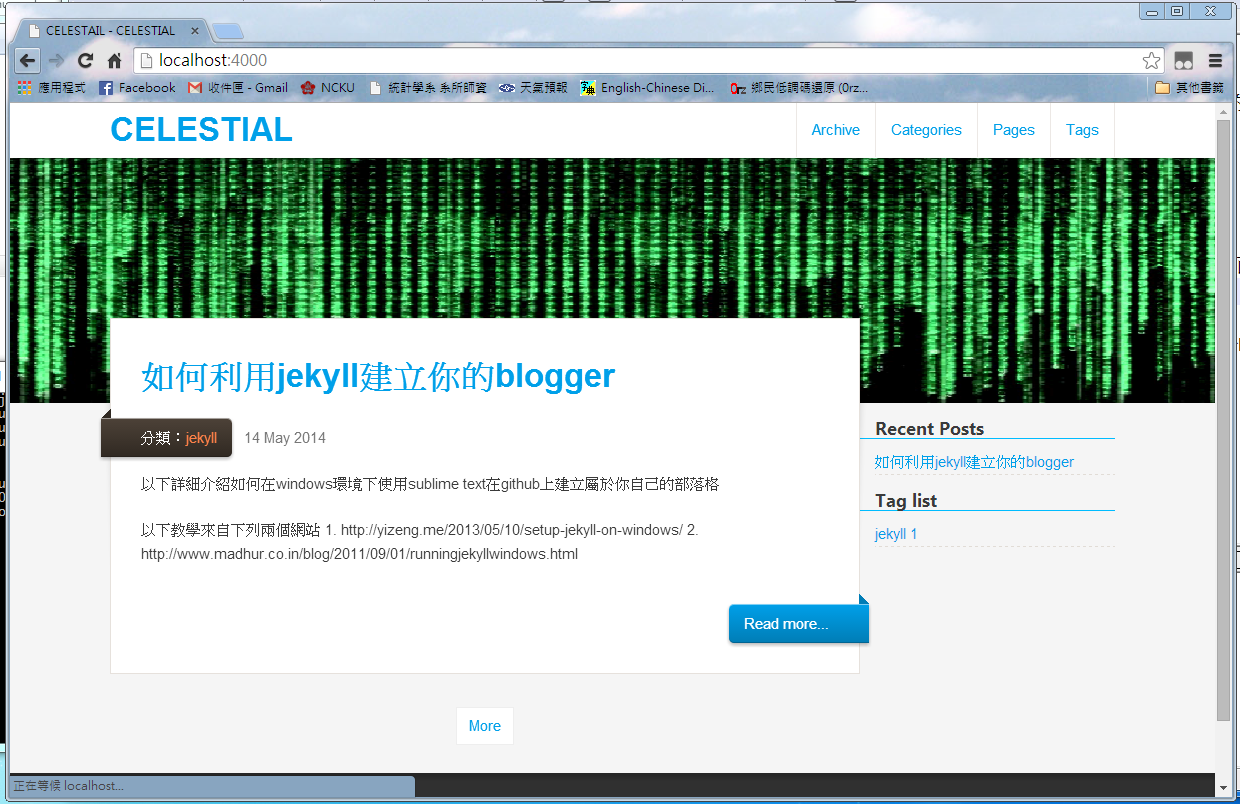 CELESTAIL - CELESTIAL
localhost:4000
應用程式 Facebook 收件匣 - Gmail NCKU 統計學系 系所師資 天氣預報 English-Chinese Di... 鄉民低調碼還原 (0rz... 其他書籤
CELESTIAL Archive Categories Pages Tags
如何利用jekyll建立你的blogger
分類：jekyll 14 May 2014
以下詳細介紹如何在windows環境下使用sublime text在github上建立屬於你自己的部落格
以下教學來自下列兩個網站 1. http://yizeng.me/2013/05/10/setup-jekyll-on-windows/ 2.
http://www.madhur.co.in/blog/2011/09/01/runningjekyllwindows.html
Read more...
More
Recent Posts
如何利用jekyll建立你的blogger
Tag list
jekyll 1
正在等候 localhost...